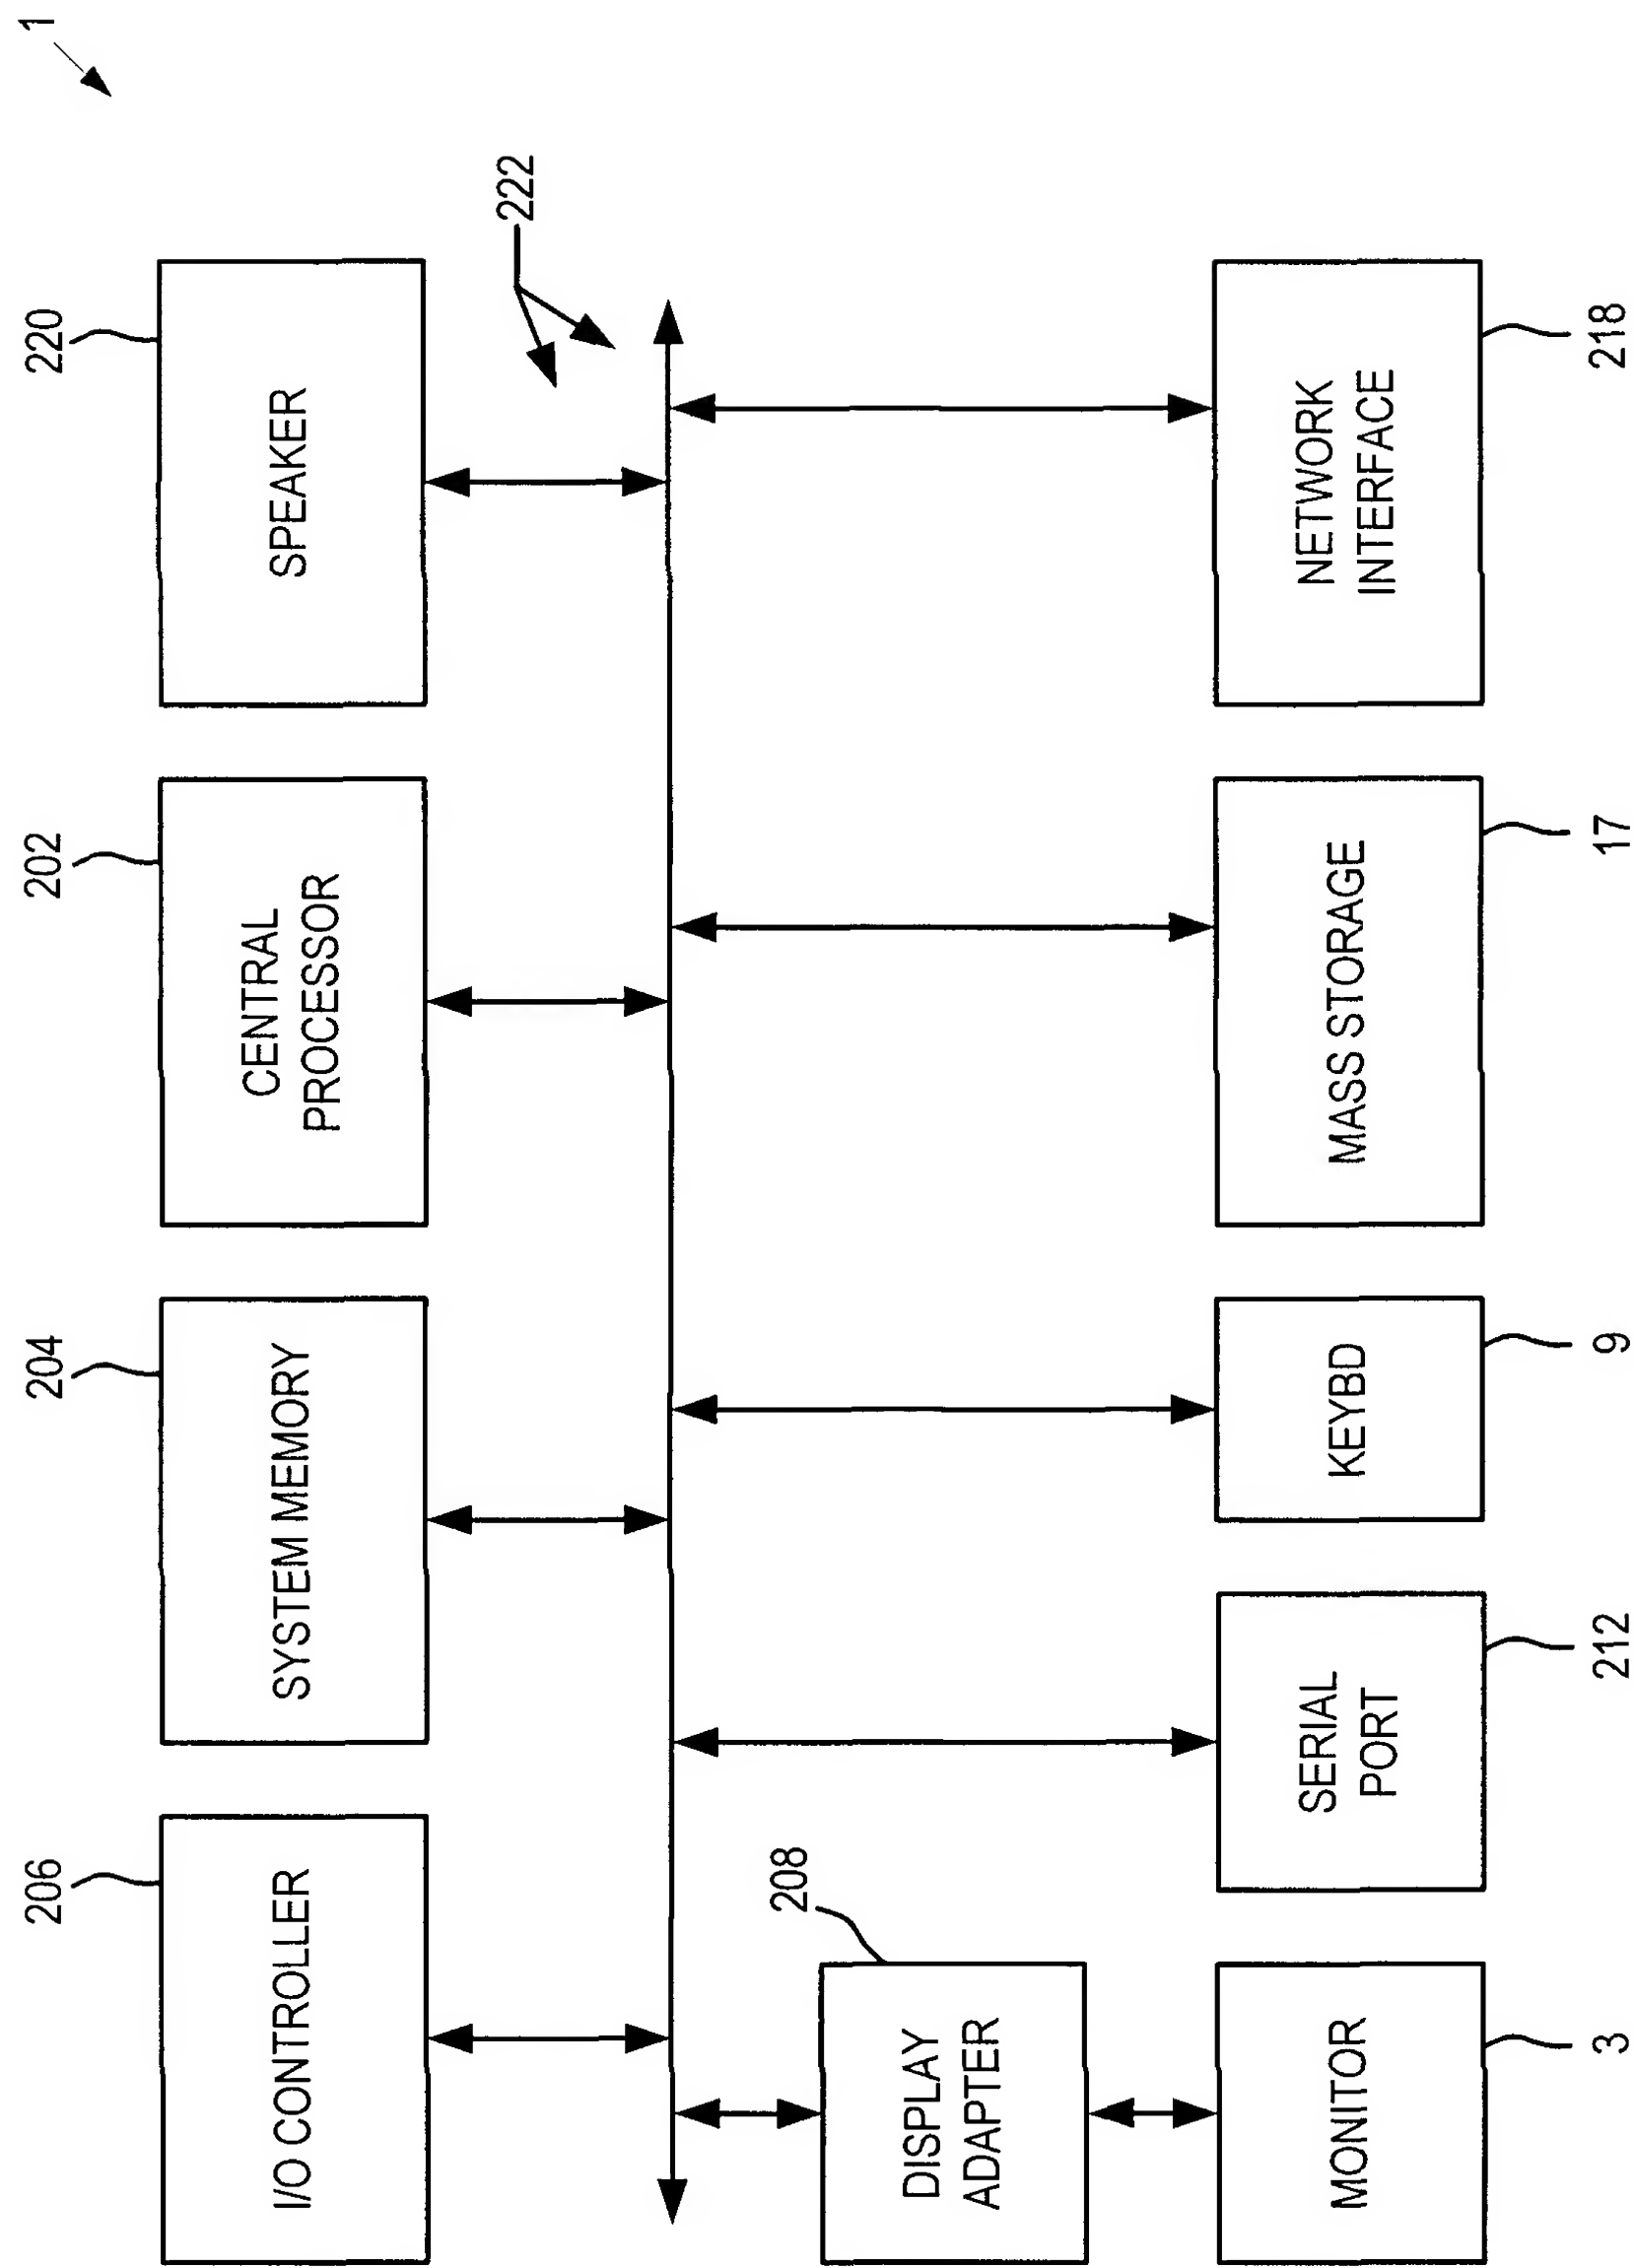 1
206
204
202
220
I/O CONTROLLER
SYSTEM MEMORY
CENTRAL
PROCESSOR
SPEAKER
222
208
DISPLAY
ADAPTER
MONITOR
SERIAL
PORT
KEYBD
MASS STORAGE
NETWORK
INTERFACE
3
212
9
17
218